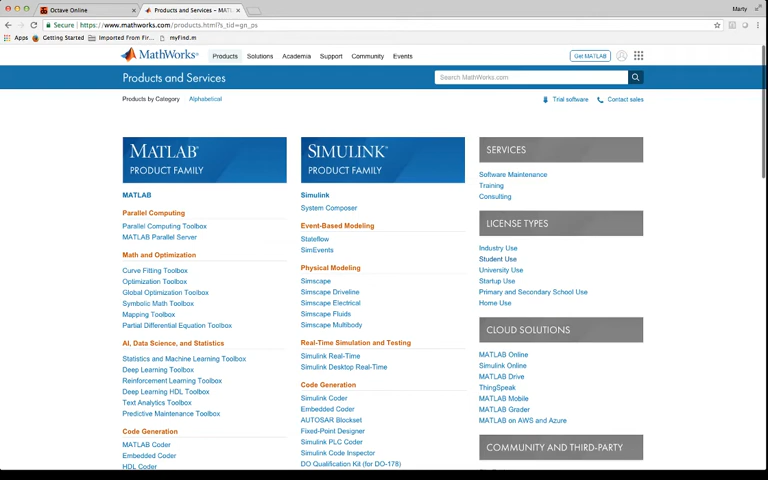 Octave Online
Products and Services –
Marty
Secure
https://www.mathworks.com/products.html?s_tid=gn_ps
Apps
Getting Started
Imported From Fir...
myFind.m
MathWorks®
Products
Solutions
Academia
Support
Community
Events
Get MATLAB
Products and Services
Search MathWorks.com
Products by Category
Alphabetical
Trial software
Contact sales
MATLAB®
PRODUCT FAMILY
MATLAB
Parallel Computing
Parallel Computing Toolbox
MATLAB Parallel Server
Math and Optimization
Curve Fitting Toolbox
Optimization Toolbox
Global Optimization Toolbox
Symbolic Math Toolbox
Mapping Toolbox
Partial Differential Equation Toolbox
AI, Data Science, and Statistics
Statistics and Machine Learning Toolbox
Deep Learning Toolbox
Reinforcement Learning Toolbox
Deep Learning HDL Toolbox
Text Analytics Toolbox
Predictive Maintenance Toolbox
Code Generation
MATLAB Coder
Embedded Coder
HDL Coder
SIMULINK®
PRODUCT FAMILY
Simulink
System Composer
Event-Based Modeling
Stateflow
SimEvents
Physical Modeling
Simscape
Simscape Driveline
Simscape Electrical
Simscape Fluids
Simscape Multibody
Real-Time Simulation and Testing
Simulink Real-Time
Simulink Desktop Real-Time
Code Generation
Simulink Coder
Embedded Coder
AUTOSAR Blockset
Fixed-Point Designer
Simulink PLC Coder
Simulink Code Inspector
DO Qualification Kit (for DO-178)
SERVICES
Software Maintenance
Training
Consulting
LICENSE TYPES
Industry Use
Student Use
University Use
Startup Use
Primary and Secondary School Use
Home Use
CLOUD SOLUTIONS
MATLAB Online
Simulink Online
MATLAB Drive
ThingSpeak
MATLAB Mobile
MATLAB Grader
MATLAB on AWS and Azure
COMMUNITY AND THIRD-PARTY